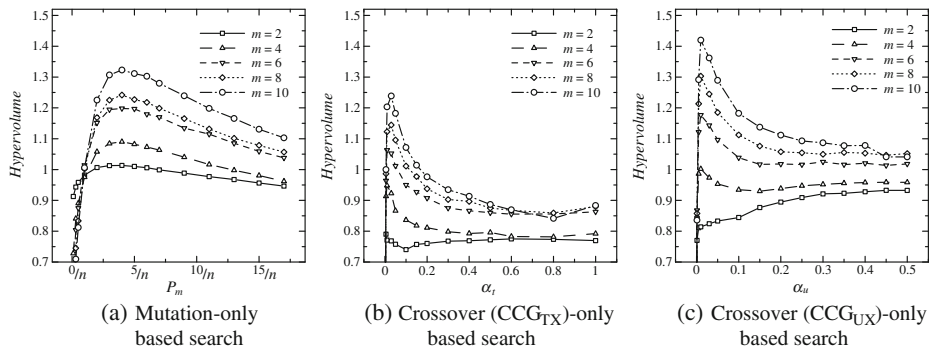 1.5
1.4
1.3
1.2
1.1
1
0.9
0.8
0.7
Hypervolume
0/n 5/n 10/n 15/n
P_m
m = 2
m = 4
m = 6
m = 8
m = 10
(a) Mutation-only
based search
1.5
1.4
1.3
1.2
1.1
1
0.9
0.8
0.7
Hypervolume
0 0.2 0.4 0.6 0.8 1
α_t
m = 2
m = 4
m = 6
m = 8
m = 10
(b) Crossover (CCG_TX)-only
based search
1.5
1.4
1.3
1.2
1.1
1
0.9
0.8
0.7
Hypervolume
0 0.1 0.2 0.3 0.4 0.5
α_u
m = 2
m = 4
m = 6
m = 8
m = 10
(c) Crossover (CCG_UX)-only
based search